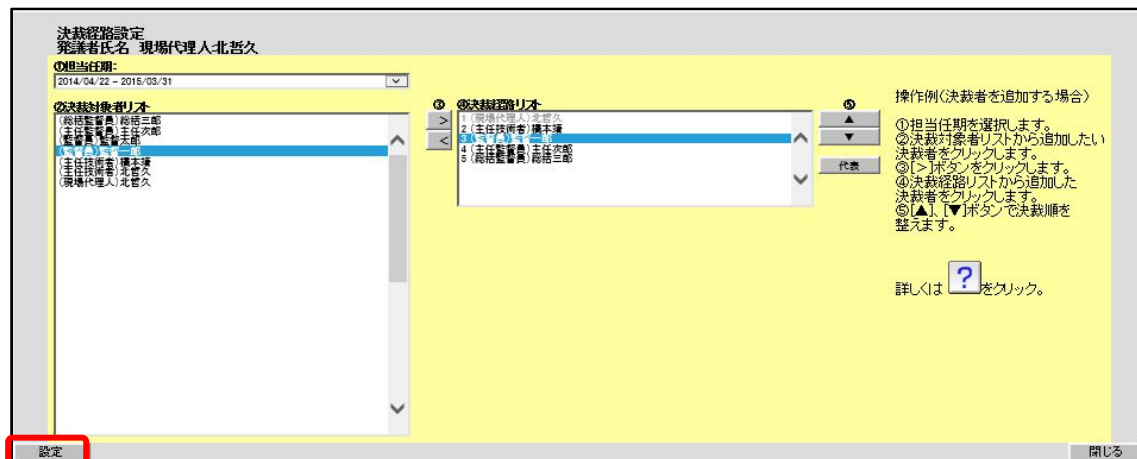 決裁経路設定
発議者氏名 現場代理人北哲久
①担当任期:
2014/04/22 - 2015/03/31
②決裁対象者リスト
(総括監督員)総括三郎
(主任監督員)主任次郎
(監督員)監督太郎
(主任技術者)橋本
(主任技術者)北哲久
(現場代理人)北哲久
③
>
<
④決裁経路リスト
1 (現場代理人)北哲久
2 (主任技術者)橋本
4 (主任監督員)主任次郎
5 (総括監督員)総括三郎
⑤
▲
▼
代表
操作例(決裁者を追加する場合)
①担当任期を選択します。
②決裁対象者リストから追加したい
決裁者をクリックします。
③[>]ボタンをクリックします。
④決裁経路リストから追加した
決裁者をクリックします。
⑤[▲]、[▼]ボタンで決裁順を
整えます。
詳しくは ? をクリック。
設定
閉じる